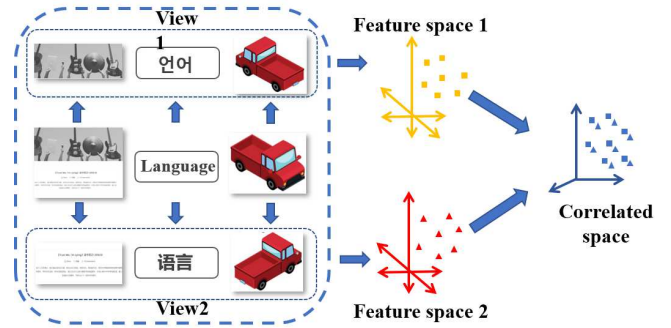 View
1
Feature space 1
언어
Language
Correlated
space
语言
View2
Feature space 2